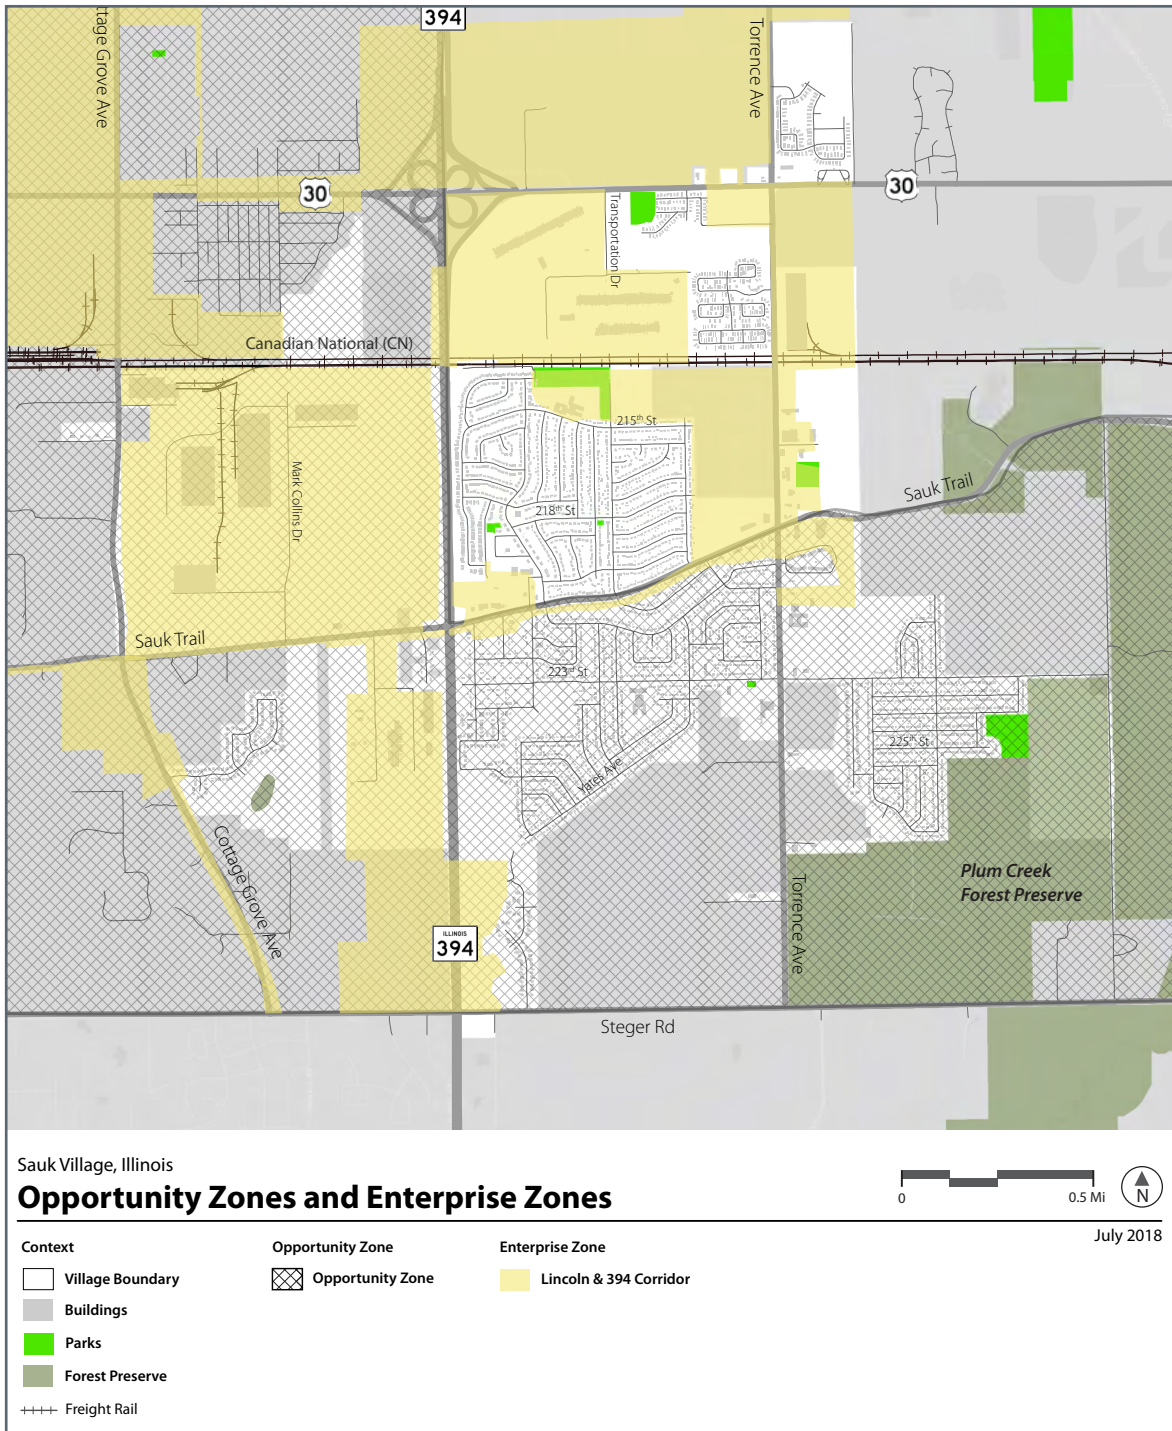 394
ttage Grove Ave
Torrence Ave
30
30
Transportation Dr
Canadian National (CN)
215th St
Mark Collins Dr
Sauk Trail
218th St
Sauk Trail
223rd St
225th St
Yates Ave
Cottage Grove Ave
Plum Creek
Forest Preserve
Torrence Ave
ILLINOIS
394
Steger Rd
Sauk Village, Illinois
Opportunity Zones and Enterprise Zones
0
0.5 Mi
N
July 2018
Context
Village Boundary
Buildings
Parks
Forest Preserve
Freight Rail
Opportunity Zone
Opportunity Zone
Enterprise Zone
Lincoln & 394 Corridor